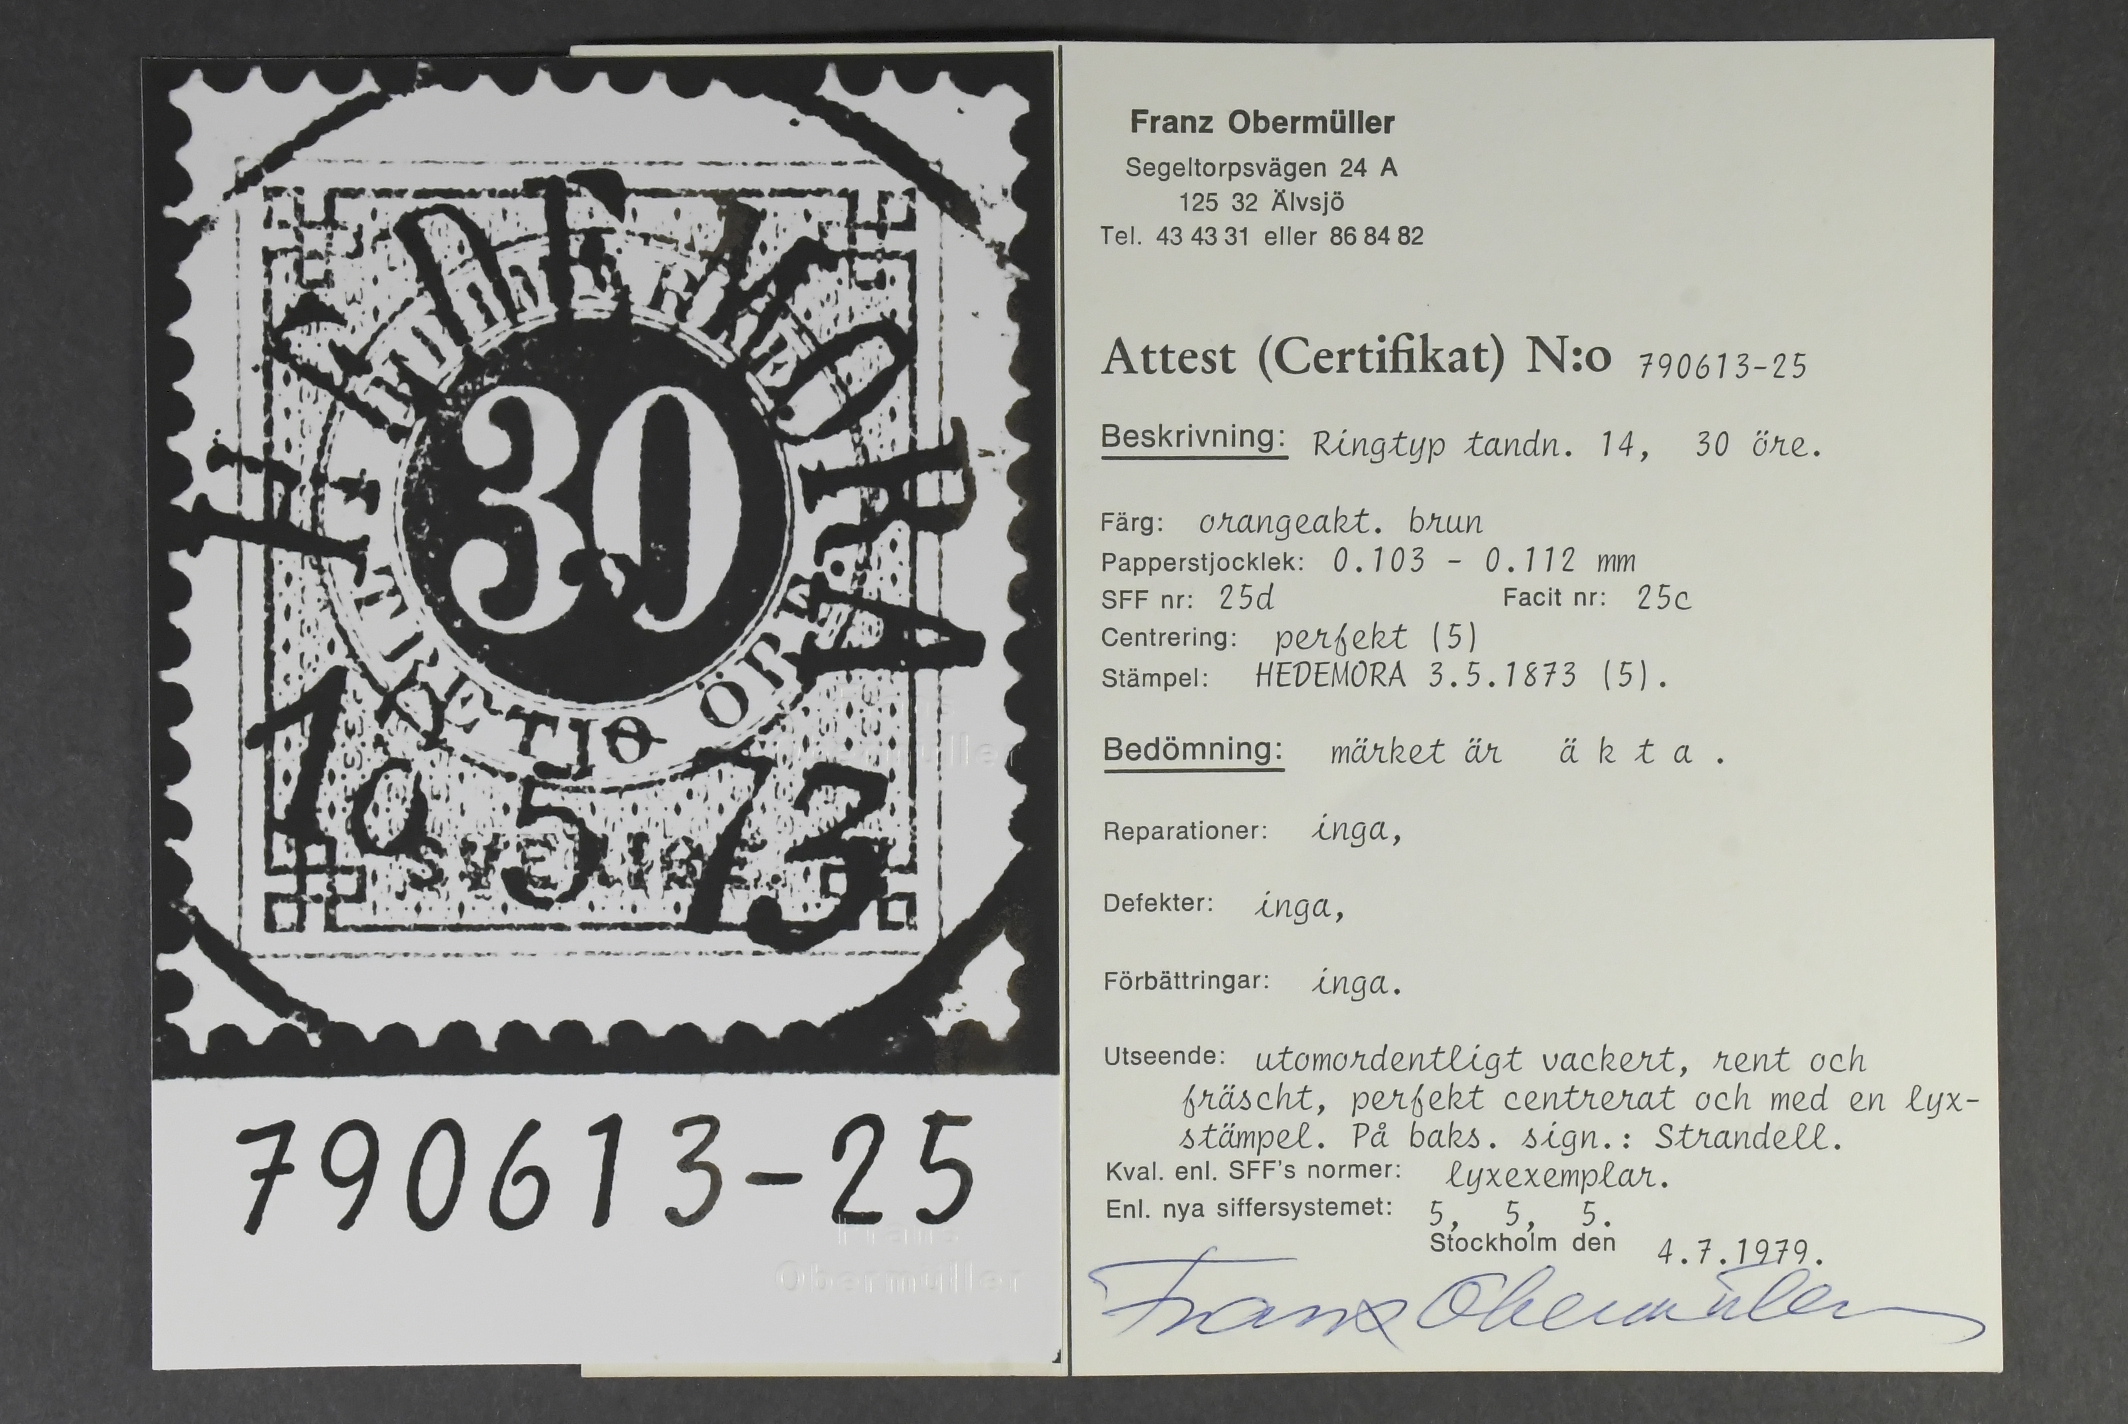 30
TRETTIO ÖRE.
10 5 73
790613-25
Frans
Obermüller
Franz Obermüller
Segeltorpsvägen 24 A
125 32 Älvsjö
Tel. 43 43 31 eller 86 84 82
Attest (Certifikat) N:o 790613-25
Beskrivning: Ringtyp tandn. 14, 30 öre.
Färg: orangeakt. brun
Papperstjocklek: 0.103 - 0.112 mm
SFF nr: 25d Facit nr: 25c
Centrering: perfekt (5)
Stämpel: HEDEMORA 3.5.1873 (5).
Bedömning: märket är ä k t a .
Reparationer: inga,
Defekter: inga,
Förbättringar: inga.
Utseende: utomordentligt vackert, rent och
fräscht, perfekt centrerat och med en lyx-
stämpel. På baks. sign.: Strandell.
Kval. enl. SFF's normer: lyxexemplar.
Enl. nya siffersystemet: 5, 5, 5.
Stockholm den 4.7.1979.
Franz Obermüller